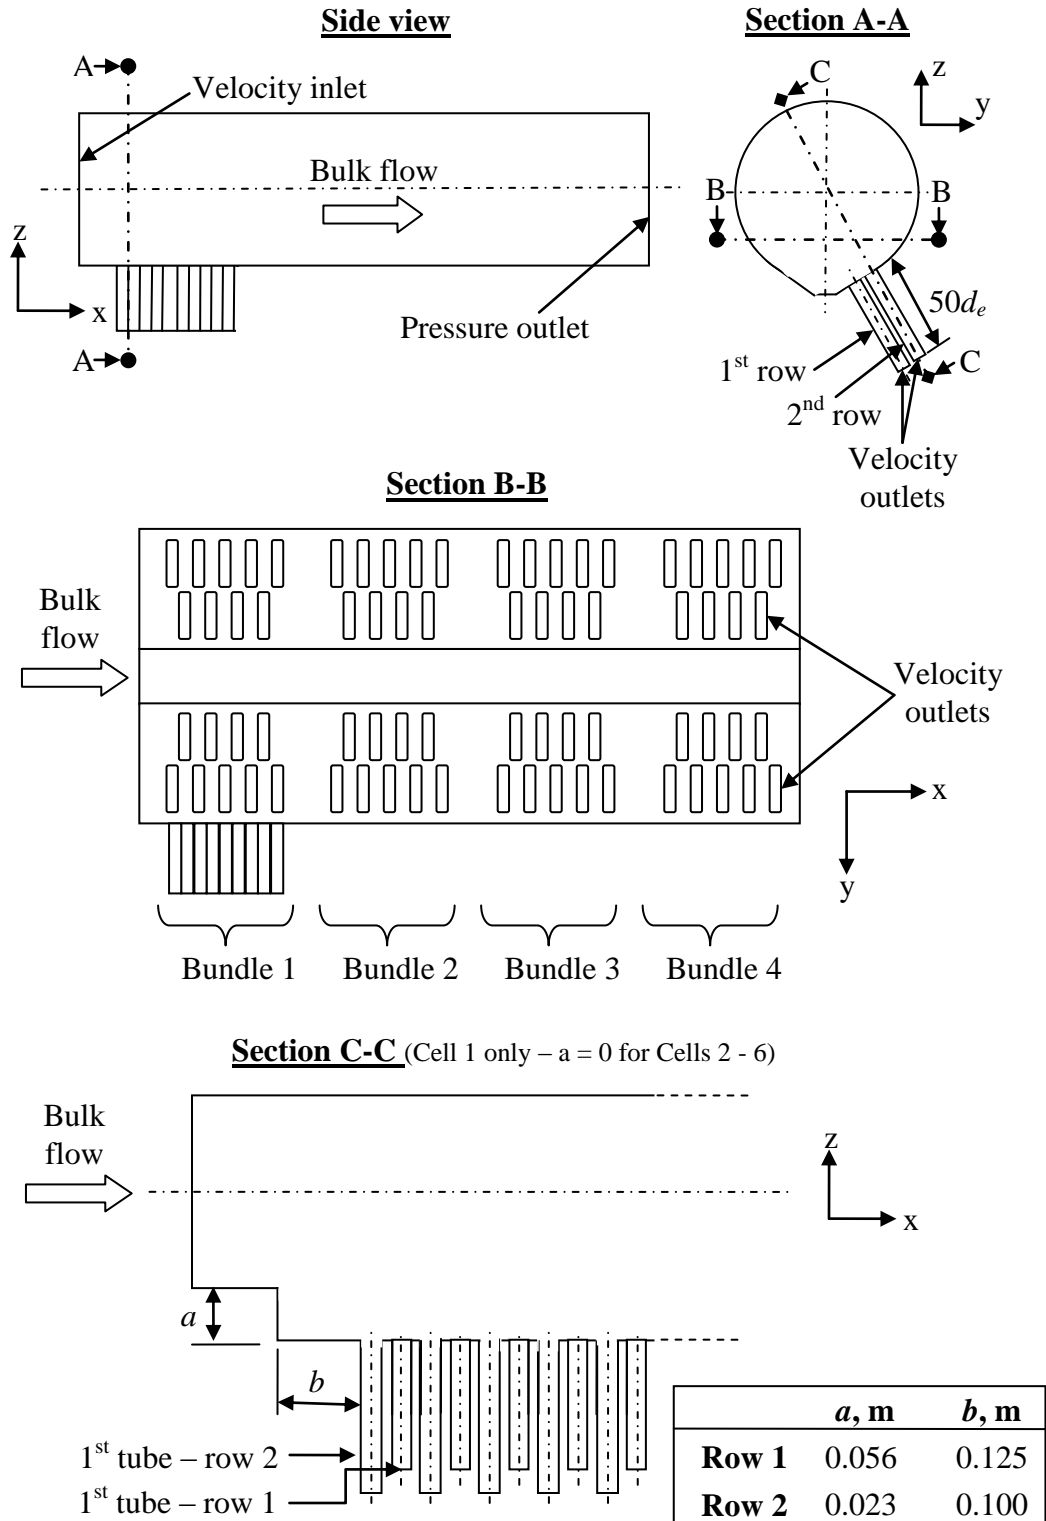 Side view
Section A-A
A
Velocity inlet
C
z
y
Bulk flow
B
B
z
x
A
Pressure outlet
50de
1st row
2nd row
C
Velocity
outlets
Section B-B
Bulk
flow
Velocity
outlets
x
y
Bundle 1
Bundle 2
Bundle 3
Bundle 4
Section C-C (Cell 1 only – a = 0 for Cells 2 - 6)
Bulk
flow
z
x
a
b
1st tube – row 2
1st tube – row 1
a, m b, m
Row 1 0.056 0.125
Row 2 0.023 0.100